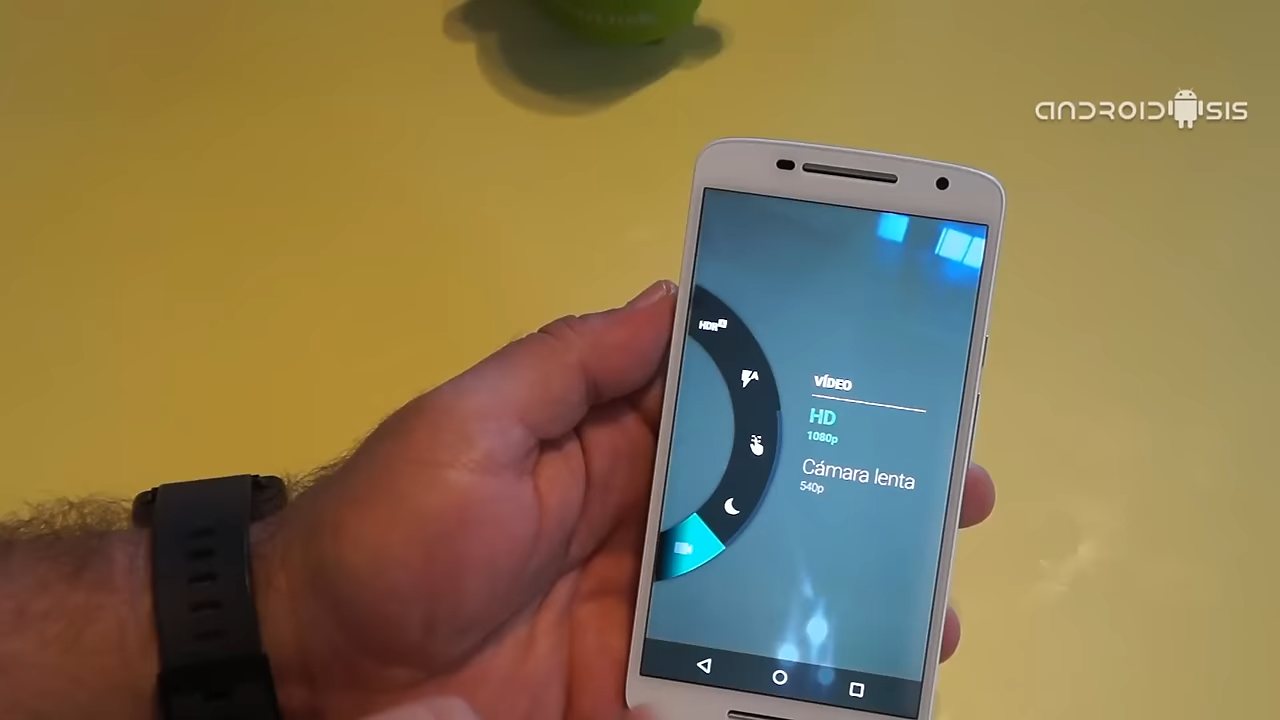 ANDROIDSIS
HDR
VÍDEO
HD
1080p
Cámara lenta
540p